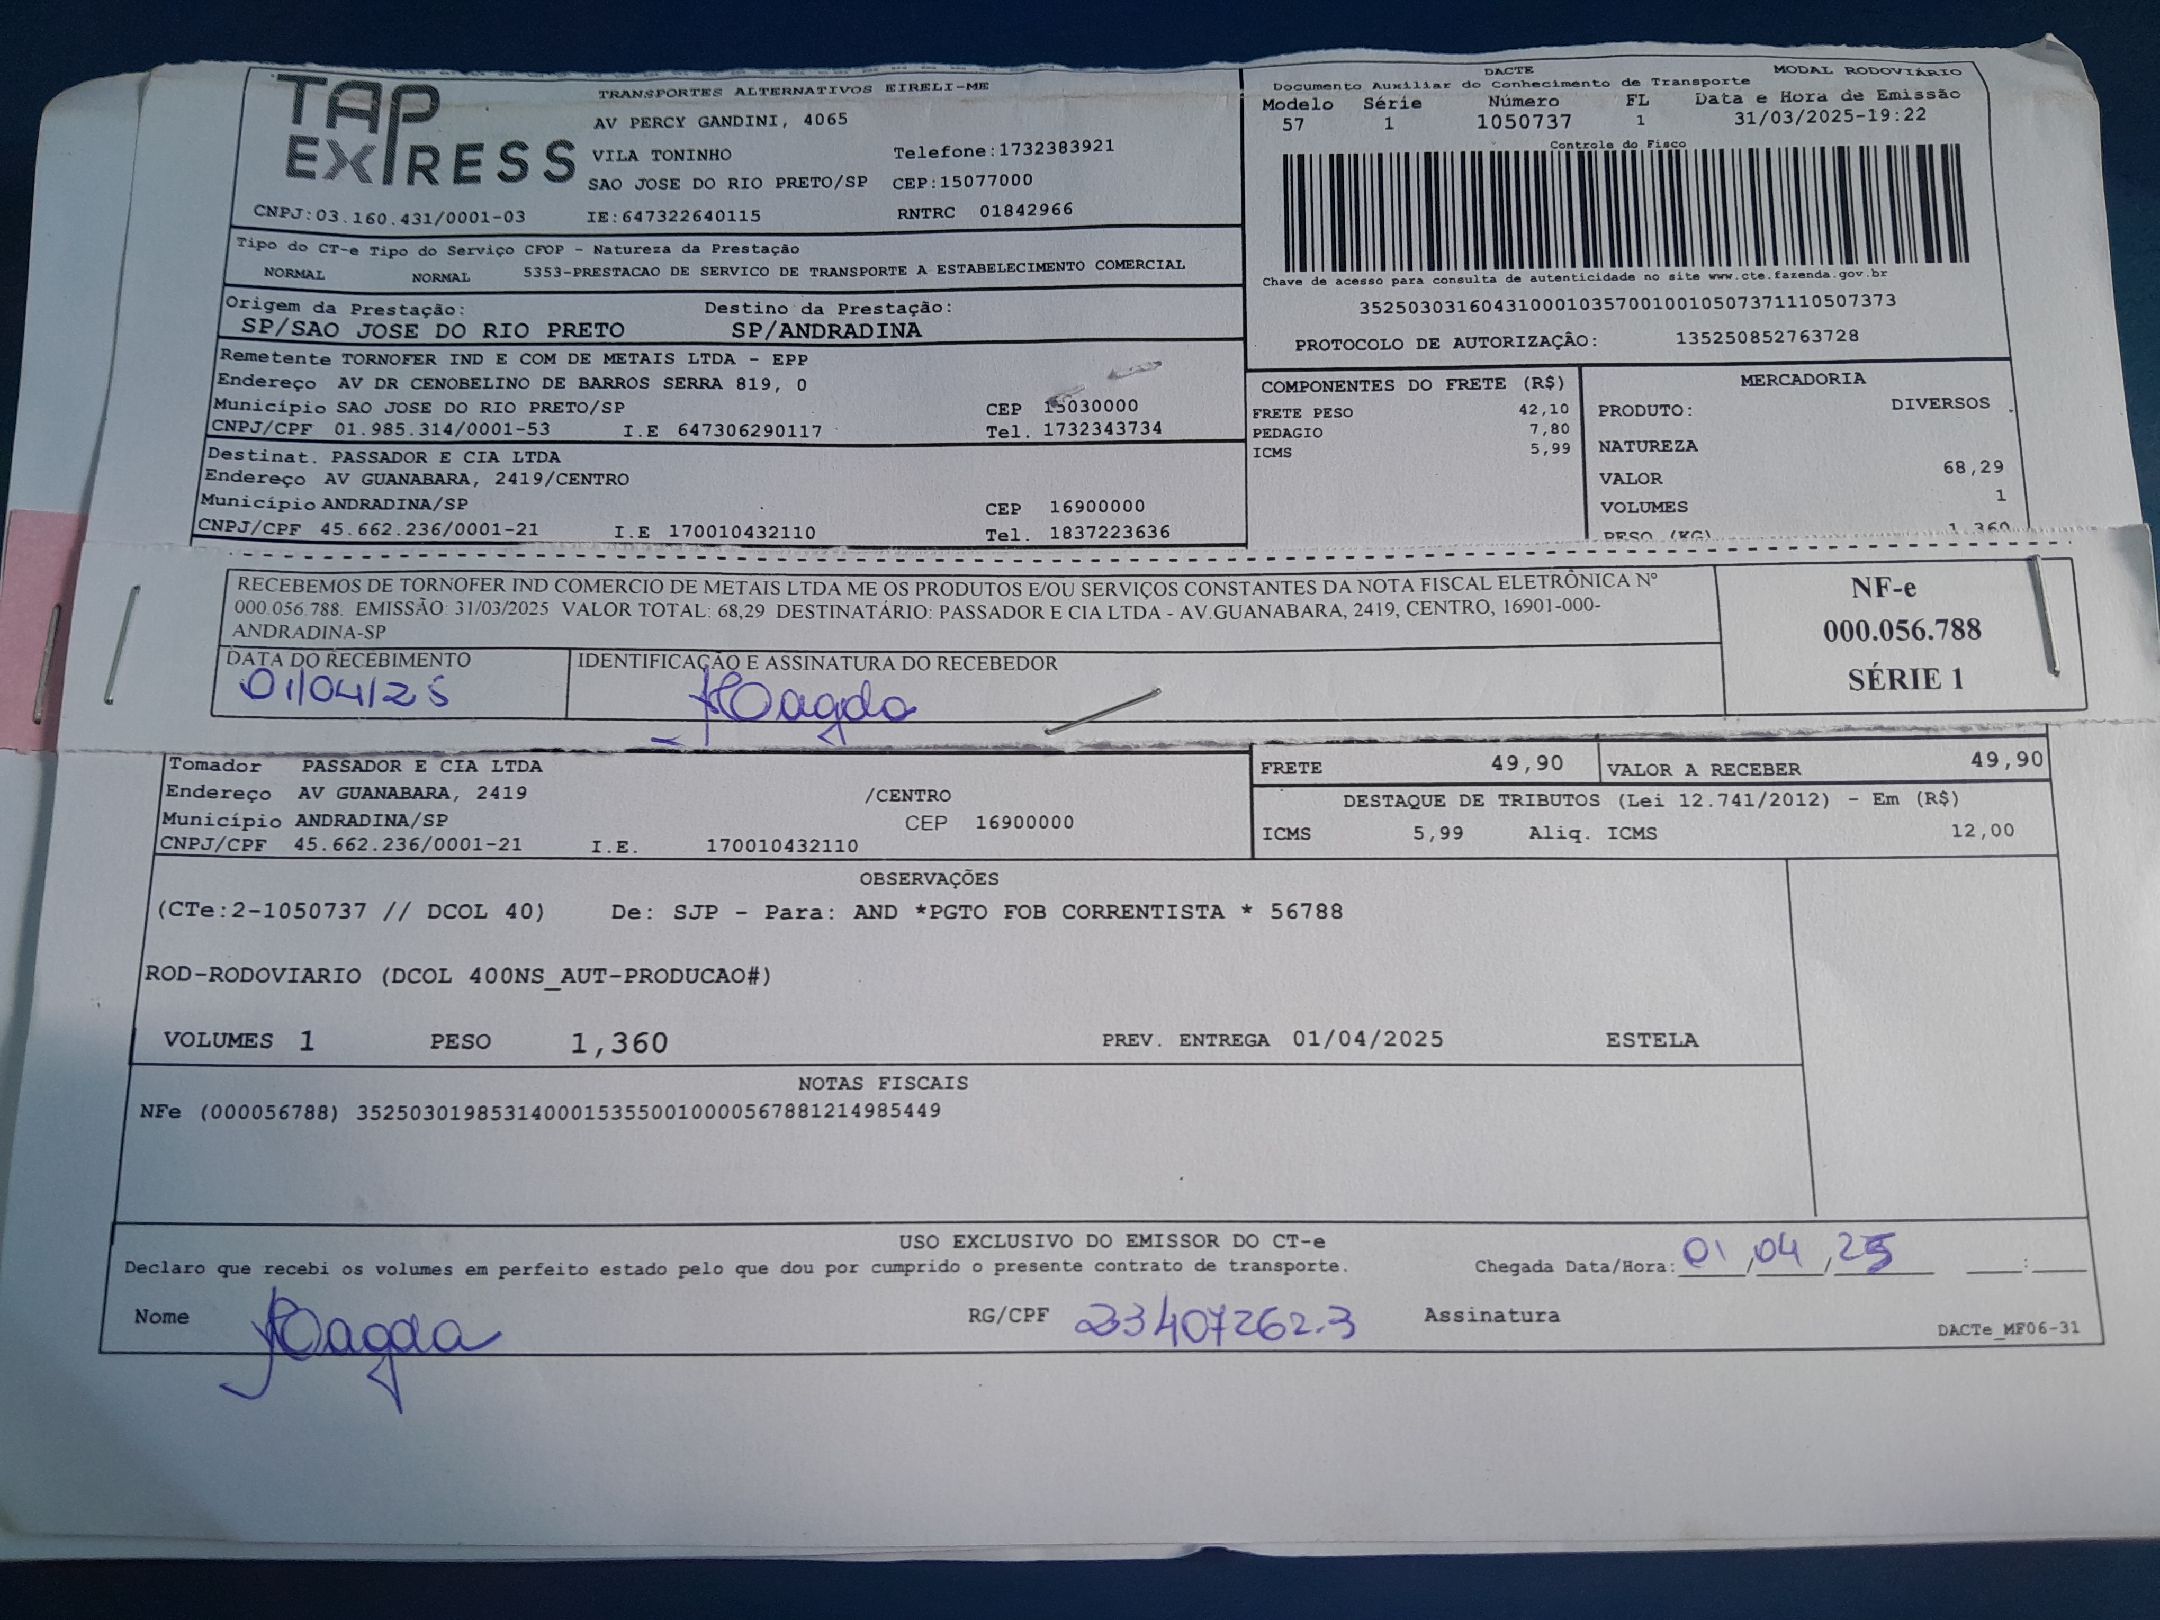 TAP
EXPRESS
TRANSPORTES ALTERNATIVOS EIRELI-ME
AV PERCY GANDINI, 4065
VILA TONINHO Telefone:1732383921
SAO JOSE DO RIO PRETO/SP CEP:15077000
CNPJ:03.160.431/0001-03 IE:647322640115 RNTRC 01842966
DACTE MODAL RODOVIÁRIO
Documento Auxiliar do Conhecimento de Transporte
Modelo Série Número FL Data e Hora de Emissão
57 1 1050737 1 31/03/2025-19:22
Controle do Fisco
Chave de acesso para consulta de autenticidade no site www.cte.fazenda.gov.br
35250303160431000103570010010507371110507373
PROTOCOLO DE AUTORIZAÇÃO: 135250852763728
Tipo do CT-e Tipo do Serviço CFOP - Natureza da Prestação
NORMAL NORMAL 5353-PRESTACAO DE SERVICO DE TRANSPORTE A ESTABELECIMENTO COMERCIAL
Origem da Prestação: Destino da Prestação:
SP/SAO JOSE DO RIO PRETO SP/ANDRADINA
Remetente TORNOFER IND E COM DE METAIS LTDA - EPP
Endereço AV DR CENOBELINO DE BARROS SERRA 819, 0
Município SAO JOSE DO RIO PRETO/SP CEP 15030000
CNPJ/CPF 01.985.314/0001-53 I.E 647306290117 Tel. 1732343734
Destinat. PASSADOR E CIA LTDA
Endereço AV GUANABARA, 2419/CENTRO
Município ANDRADINA/SP CEP 16900000
CNPJ/CPF 45.662.236/0001-21 I.E 170010432110 Tel. 1837223636
COMPONENTES DO FRETE (R$)
FRETE PESO 42,10
PEDAGIO 7,80
ICMS 5,99
MERCADORIA
PRODUTO: DIVERSOS
NATUREZA
VALOR 68,29
VOLUMES 1
PESO (KG) 1,360
RECEBEMOS DE TORNOFER IND COMERCIO DE METAIS LTDA ME OS PRODUTOS E/OU SERVIÇOS CONSTANTES DA NOTA FISCAL ELETRÔNICA Nº
000.056.788. EMISSÃO: 31/03/2025 VALOR TOTAL: 68,29 DESTINATÁRIO: PASSADOR E CIA LTDA - AV.GUANABARA, 2419, CENTRO, 16901-000-
ANDRADINA-SP
DATA DO RECEBIMENTO IDENTIFICAÇÃO E ASSINATURA DO RECEBEDOR
01/04/25 Magda
NF-e
000.056.788
SÉRIE 1
Tomador PASSADOR E CIA LTDA
Endereço AV GUANABARA, 2419 /CENTRO
Município ANDRADINA/SP CEP 16900000
CNPJ/CPF 45.662.236/0001-21 I.E. 170010432110
FRETE 49,90 VALOR A RECEBER 49,90
DESTAQUE DE TRIBUTOS (Lei 12.741/2012) - Em (R$)
ICMS 5,99 Aliq. ICMS 12,00
OBSERVAÇÕES
(CTe:2-1050737 // DCOL 40) De: SJP - Para: AND *PGTO FOB CORRENTISTA * 56788
ROD-RODOVIARIO (DCOL 400NS_AUT-PRODUCAO#)
VOLUMES 1 PESO 1,360 PREV. ENTREGA 01/04/2025 ESTELA
NOTAS FISCAIS
NFe (000056788) 35250301985314000153550010000567881214985449
USO EXCLUSIVO DO EMISSOR DO CT-e
Declaro que recebi os volumes em perfeito estado pelo que dou por cumprido o presente contrato de transporte. Chegada Data/Hora: 01/04/25 :
Nome Magda RG/CPF 33407262.3 Assinatura
DACTe_MF06-31